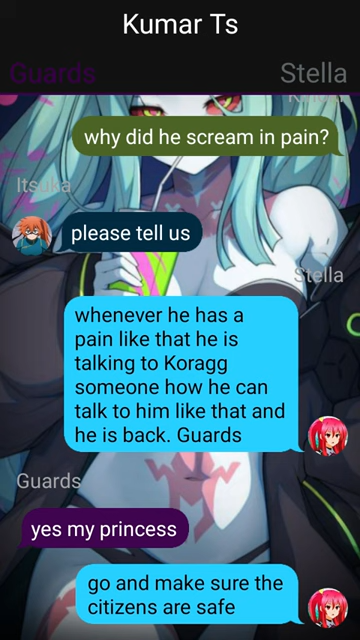 Kumar Ts
Guards
Stella
why did he scream in pain?
Itsuka
please tell us
Stella
whenever he has a
pain like that he is
talking to Koragg
someone how he can
talk to him like that and
he is back. Guards
Guards
yes my princess
go and make sure the
citizens are safe